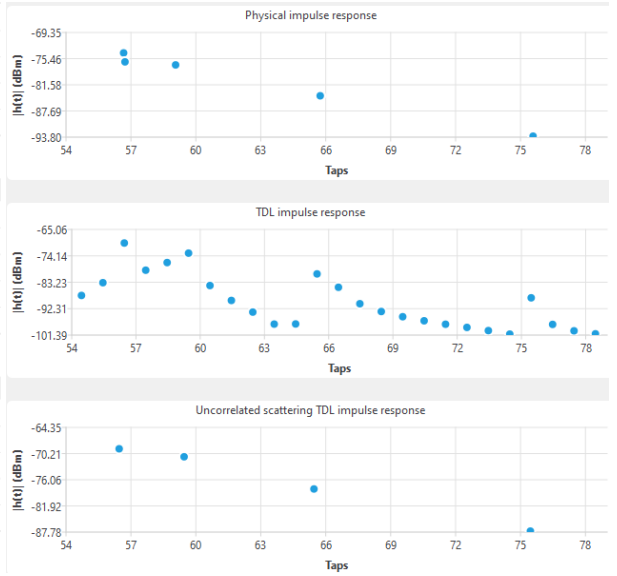 Physical impulse response
|h(t)| (dBm)
-69.35
-75.46
-81.58
-87.69
-93.80
54 57 60 63 66 69 72 75 78
Taps
TDL impulse response
|h(t)| (dBm)
-65.06
-74.14
-83.23
-92.31
-101.39
54 57 60 63 66 69 72 75 78
Taps
Uncorrelated scattering TDL impulse response
|h(t)| (dBm)
-64.35
-70.21
-76.06
-81.92
-87.78
54 57 60 63 66 69 72 75 78
Taps